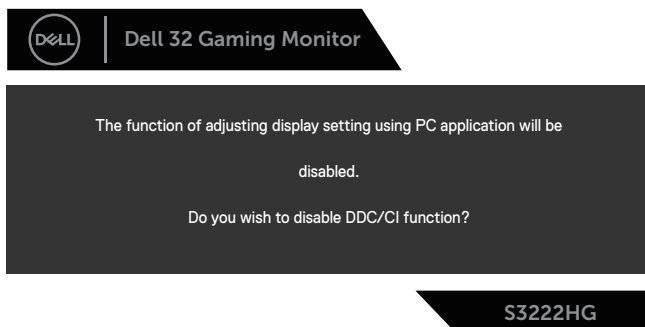 DELL
Dell 32 Gaming Monitor
The function of adjusting display setting using PC application will be
disabled.
Do you wish to disable DDC/CI function?
S3222HG